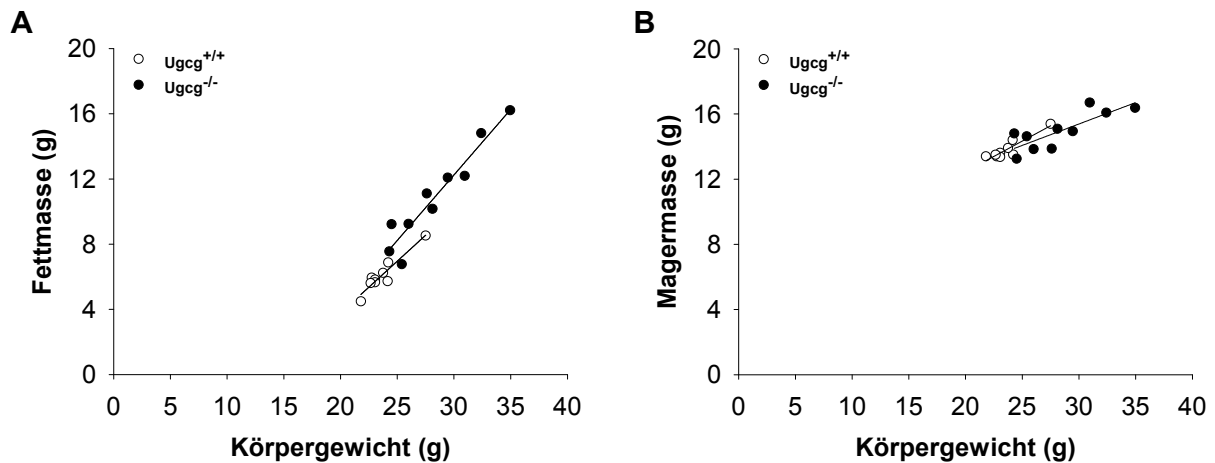 A
20
16
12
8
4
0
Fettmasse (g)
Ugcg+/+
Ugcg-/-
0 5 10 15 20 25 30 35 40
Körpergewicht (g)
B
20
16
12
8
4
0
Magermasse (g)
Ugcg+/+
Ugcg-/-
0 5 10 15 20 25 30 35 40
Körpergewicht (g)